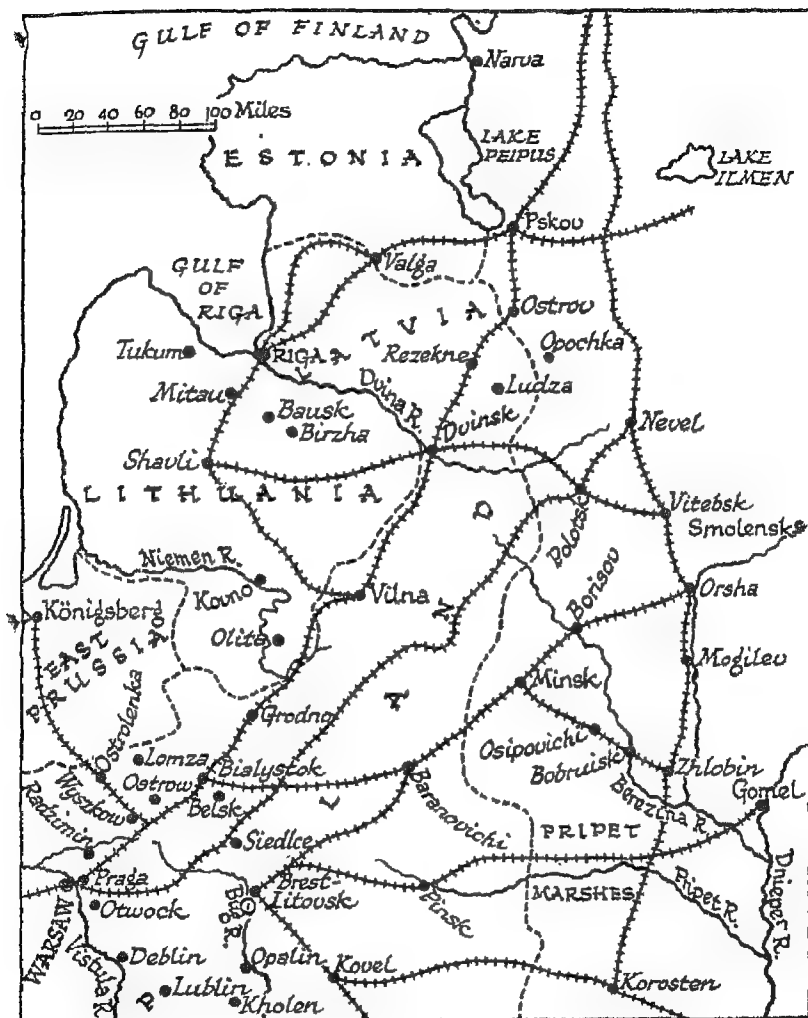 GULF OF FINLAND
Narva
0 20 40 60 80 100 Miles
ESTONIA
LAKE
PEIPUS
LAKE
ILMEN
Pskov
GULF
OF
RIGA
Valga
LATVIA
Ostrov
Tukum
RIGA
Rezekne
Opochka
Mitau
Dvina R.
Ludza
Bausk
Birzha
Dvinsk
Nevel
Shavli
LITHUANIA
Polotsk
Vitebsk
Smolensk
Niemen R.
Borisov
Kovno
Vilna
Orsha
Königsberg
EAST
PRUSSIA
Olita
Mogilev
Minsk
POLAND
Grodno
Ostrolenka
Lomza
Bialystok
Osipovichi
Bobruisk
Zhlobin
Gomel
Wyszkow
Ostrow
Belsk
Baranovichi
Berezina R.
Radzimin
Siedlce
PRIPET
MARSHES
Praga
Brest-
Litovsk
Pinsk
Pripet R.
Dnieper R.
WARSAW
Otwock
Bug R.
Vistula R.
Deblin
Opalin
Kovel
Korosten
Lublin
Kholen